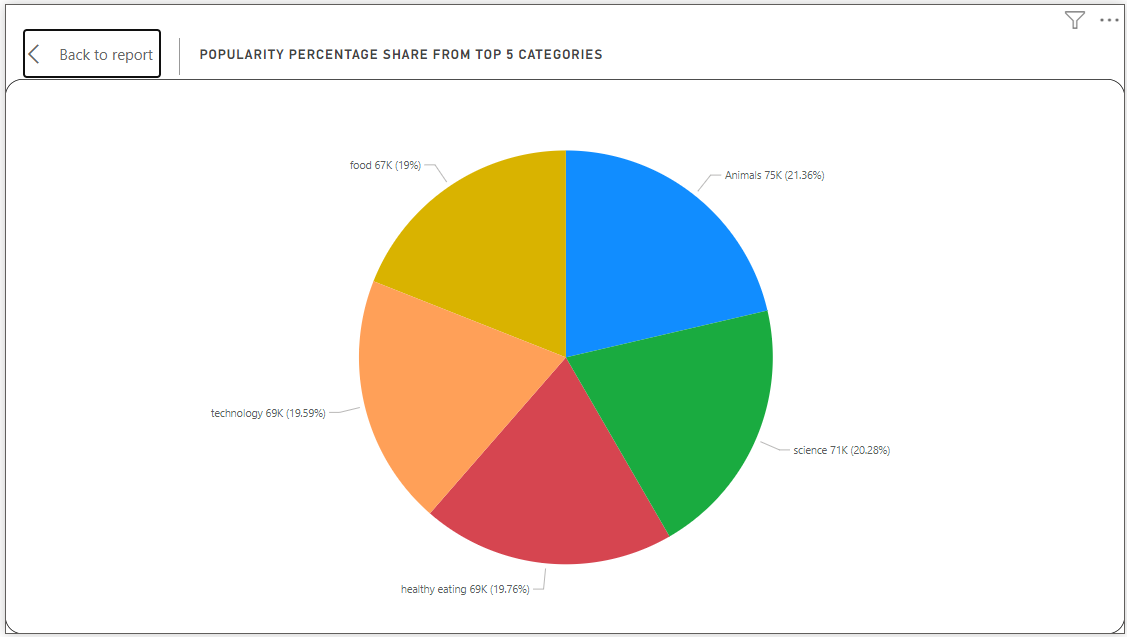 Back to report
POPULARITY PERCENTAGE SHARE FROM TOP 5 CATEGORIES
food 67K (19%)
Animals 75K (21.36%)
technology 69K (19.59%)
science 71K (20.28%)
healthy eating 69K (19.76%)